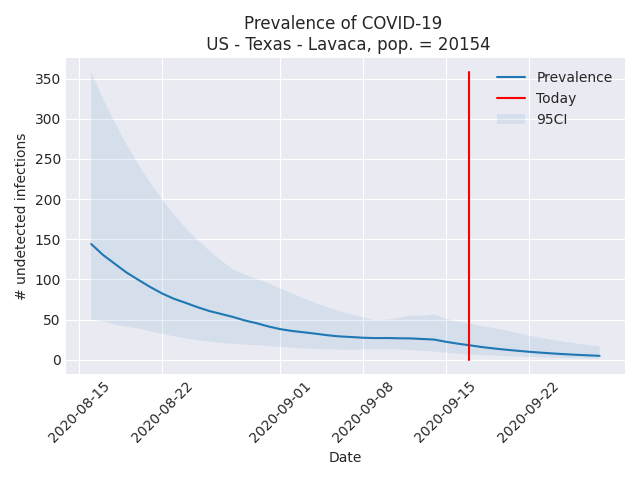 Prevalence of COVID-19
US - Texas - Lavaca, pop. = 20154
350
300
250
200
150
100
50
0
# undetected infections
Prevalence
Today
95CI
2020-08-15
2020-08-22
2020-09-01
2020-09-08
2020-09-15
2020-09-22
Date